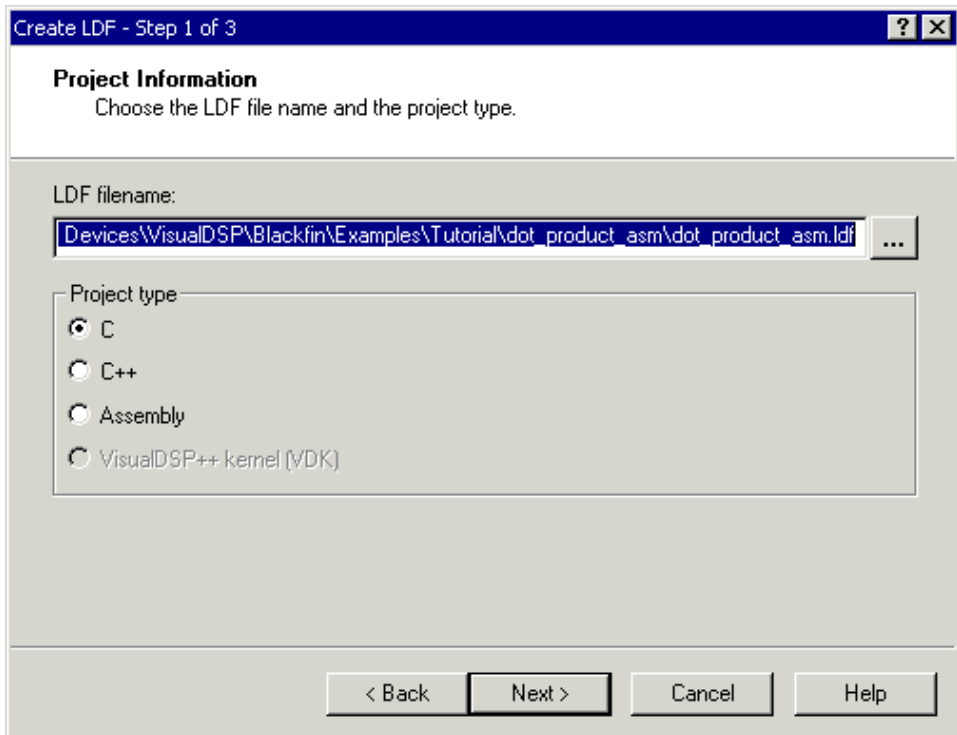 Create LDF - Step 1 of 3
Project Information
Choose the LDF file name and the project type.
LDF filename:
Devices\VisualDSP\Blackfin\Examples\Tutorial\dot_product_asm\dot_product_asm.ldf
...
Project type
C
C++
Assembly
VisualDSP++ kernel (VDK)
< Back Next > Cancel Help